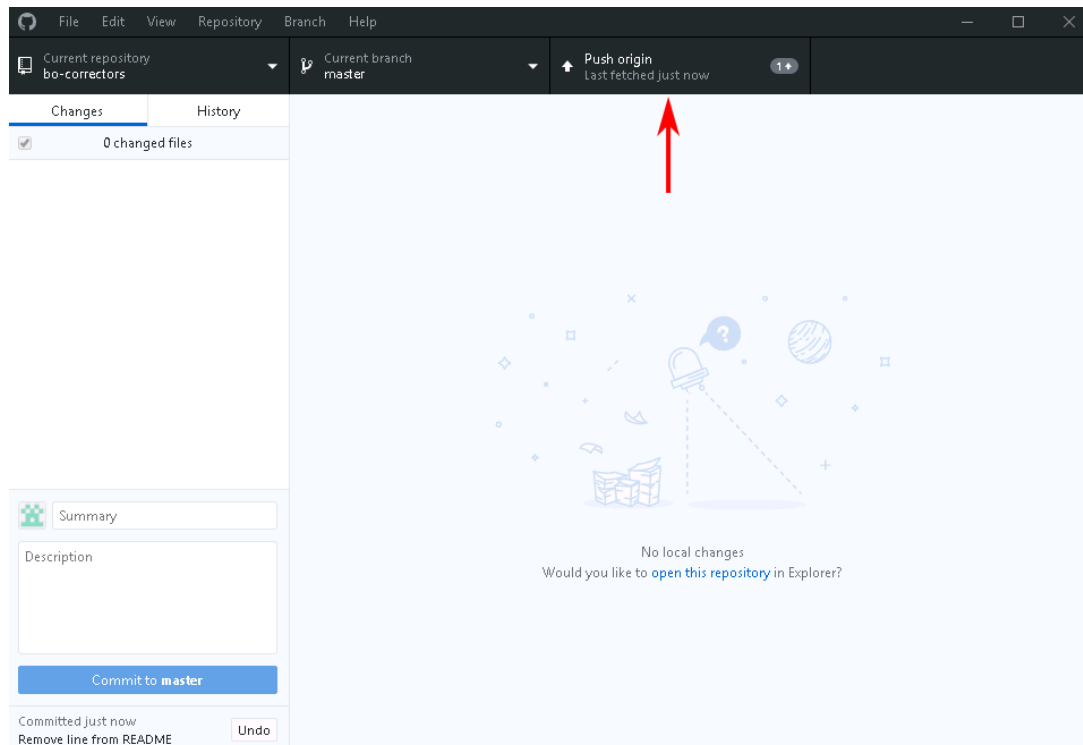 File Edit View Repository Branch Help
Current repository
bo-correctors
Current branch
master
Push origin
Last fetched just now
1
Changes History
0 changed files
?
Summary
Description
No local changes
Would you like to open this repository in Explorer?
Commit to master
Committed just now
Remove line from README
Undo